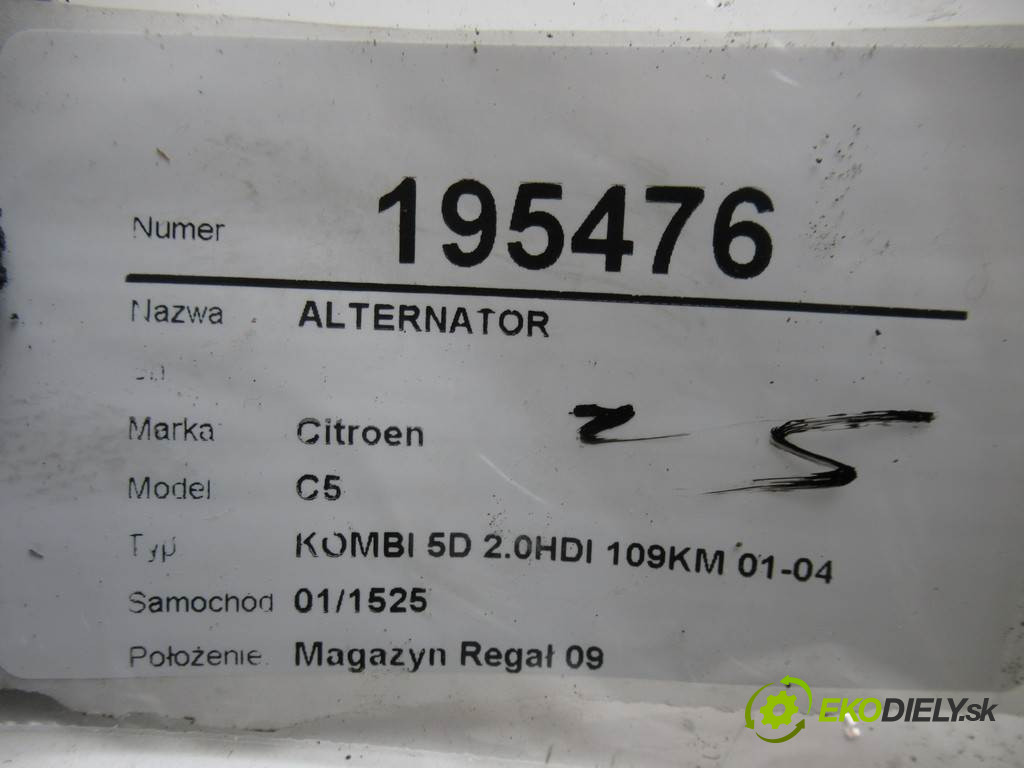 Numer 195476
Nazwa ALTERNATOR
Marka Citroen
Model C5
Typ KOMBI 5D 2.0HDI 109KM 01-04
Samochód 01/1525
Położenie Magazyn Regał 09
EKODIELY.sk